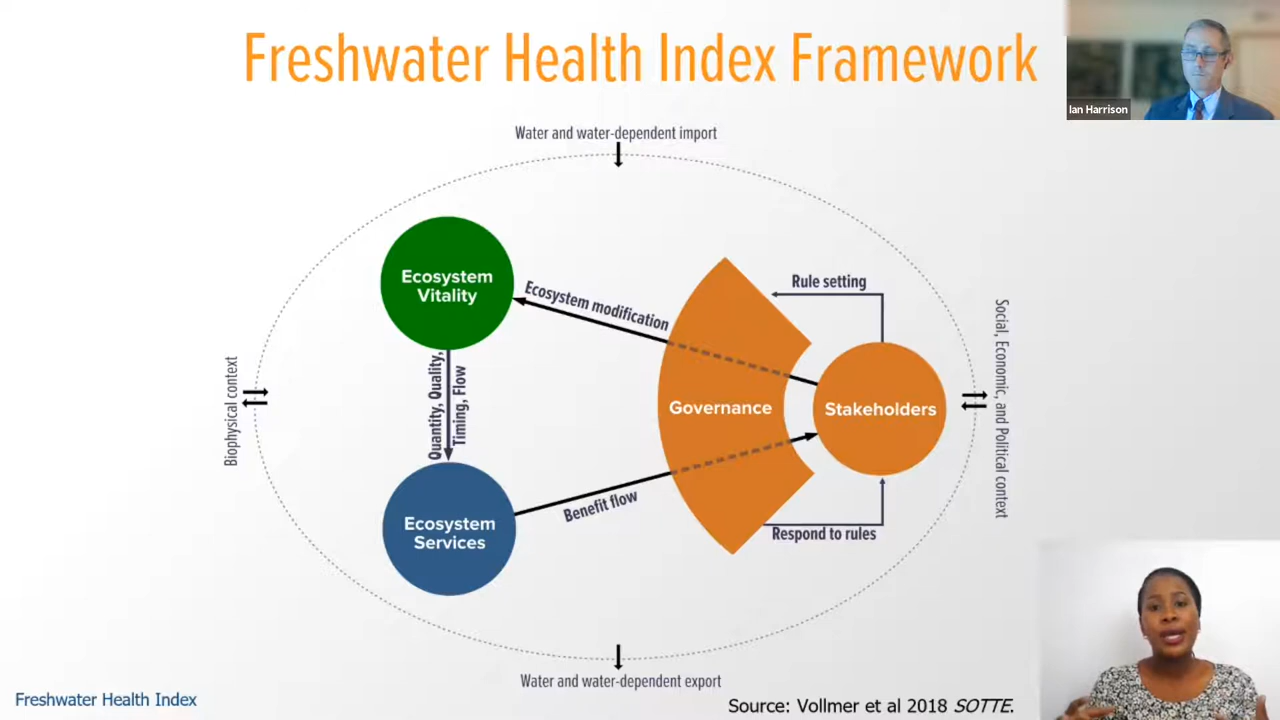 Freshwater Health Index Framework
Ian Harrison
Water and water-dependent import
Ecosystem
Vitality
Ecosystem modification
Rule setting
Biophysical context
Quantity, Quality,
Timing, Flow
Governance
Stakeholders
Social, Economic, and Political context
Ecosystem
Services
Benefit flow
Respond to rules
Water and water-dependent export
Freshwater Health Index
Source: Vollmer et al 2018 SOTTE.